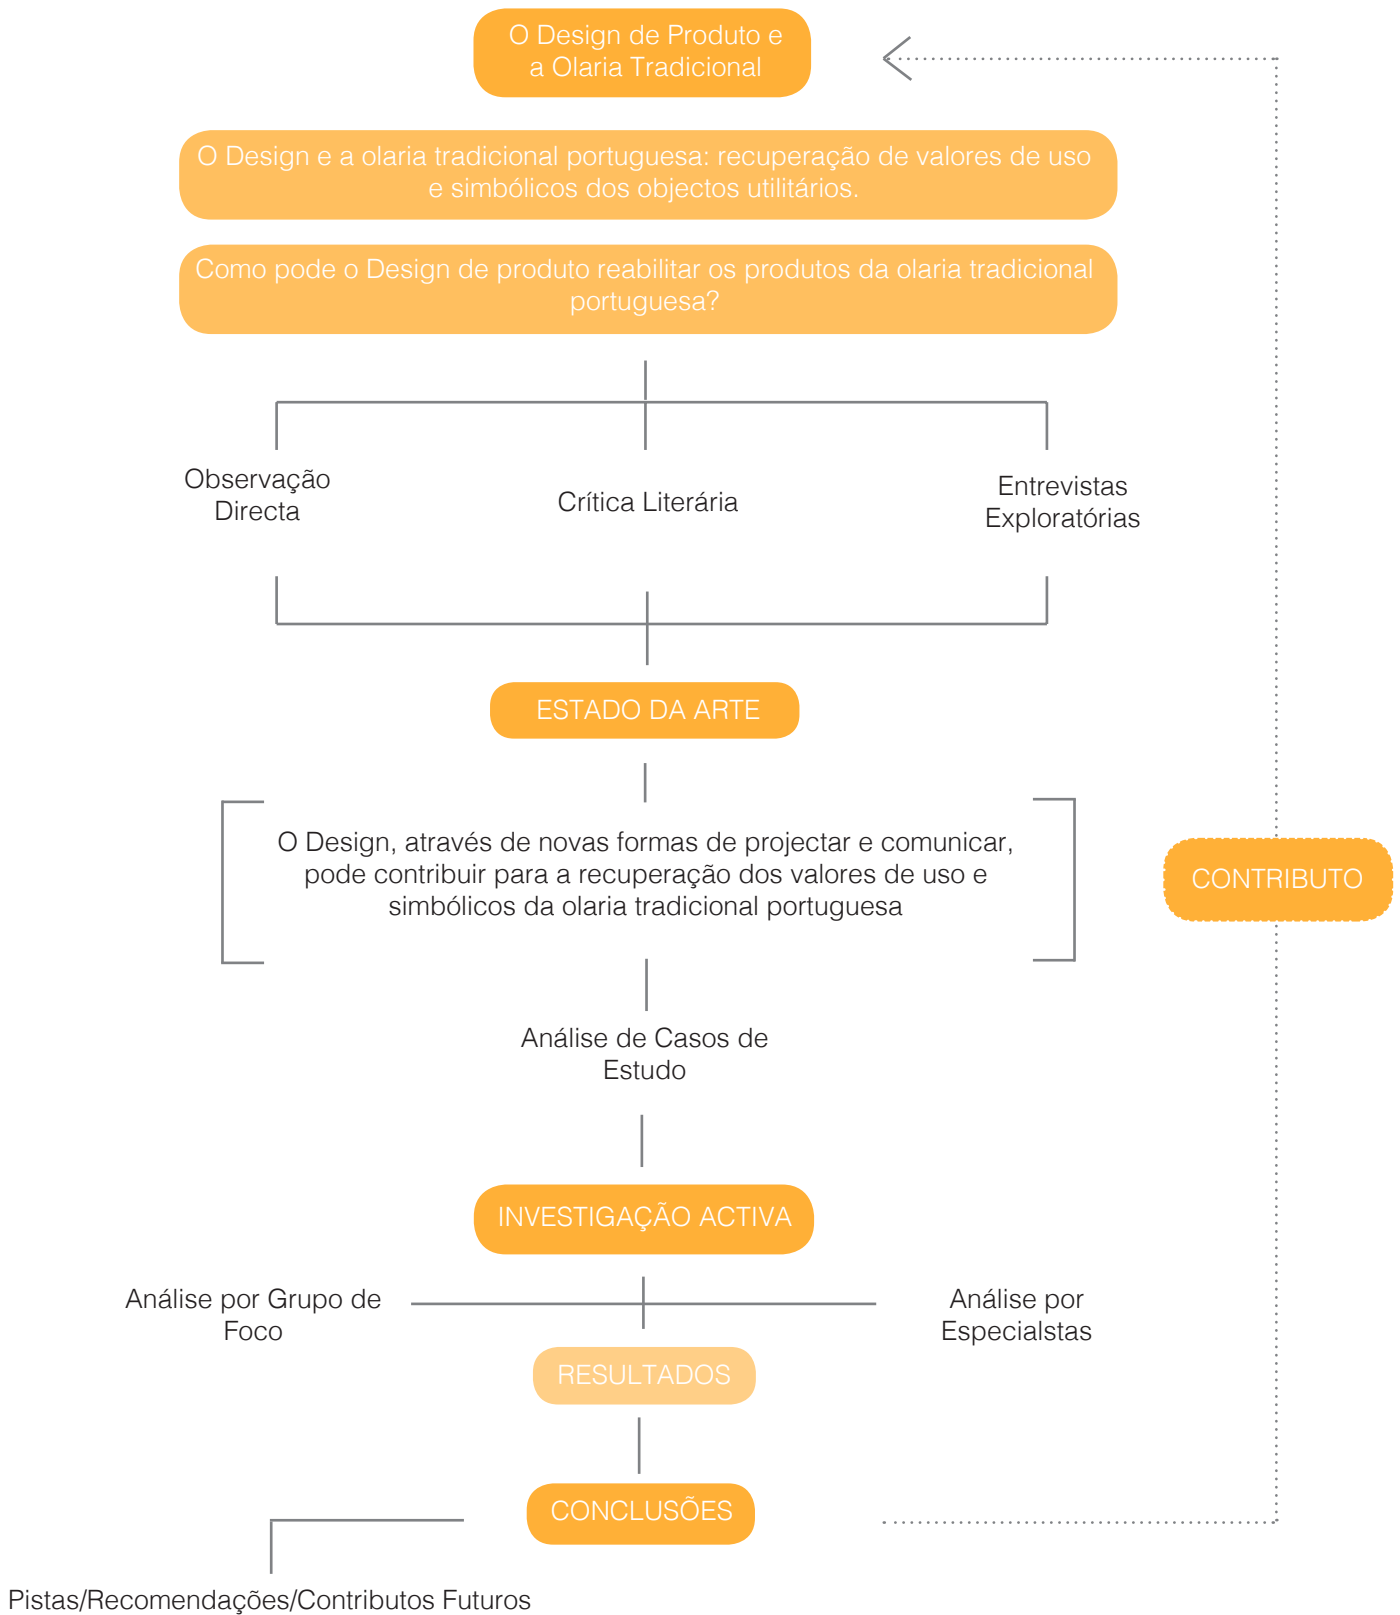 O Design de Produto e
a Olaria Tradicional
O Design e a olaria tradicional portuguesa: recuperação de valores de uso
e simbólicos dos objectos utilitários.
Como pode o Design de produto reabilitar os produtos da olaria tradicional
portuguesa?
Observação
Directa
Crítica Literária
Entrevistas
Exploratórias
ESTADO DA ARTE
O Design, através de novas formas de projectar e comunicar,
pode contribuir para a recuperação dos valores de uso e
simbólicos da olaria tradicional portuguesa
CONTRIBUTO
Análise de Casos de
Estudo
INVESTIGAÇÃO ACTIVA
Análise por Grupo de
Foco
Análise por
Especialstas
RESULTADOS
CONCLUSÕES
Pistas/Recomendações/Contributos Futuros